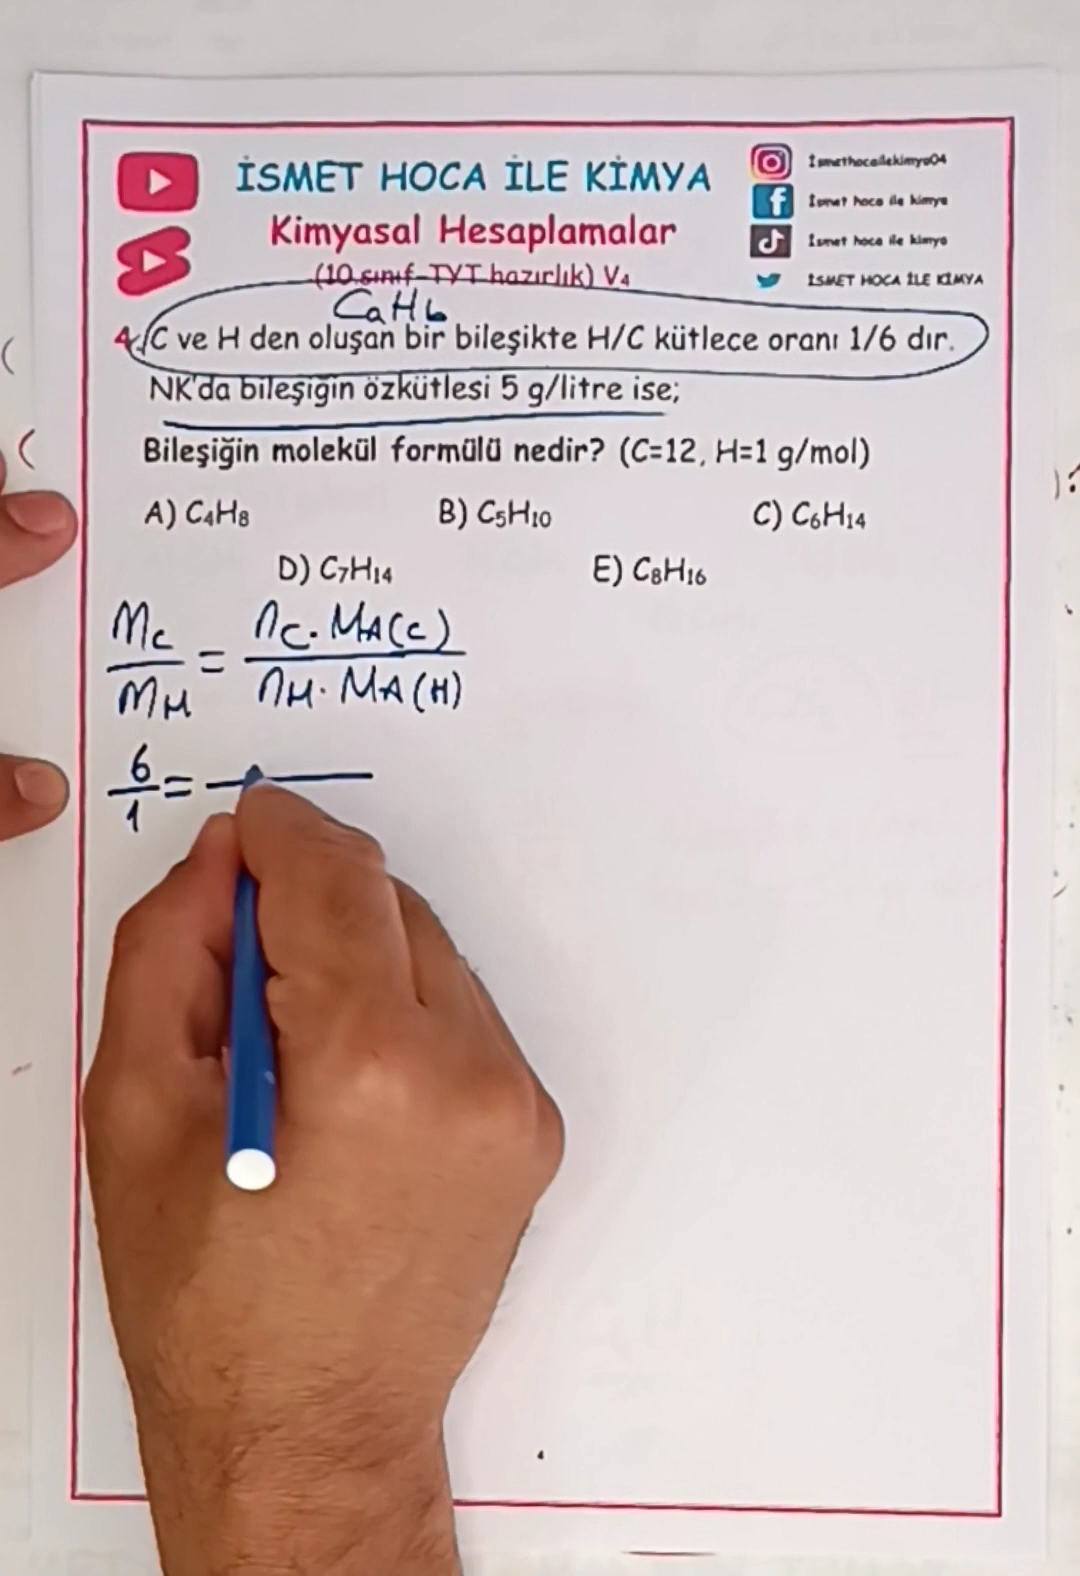 İSMET HOCA İLE KİMYA
Kimyasal Hesaplamalar
(10.sınıf-TYT hazırlık) V4
İsmethocailekimya04
İsmet hoca ile kimya
İsmet hoca ile kimya
İSMET HOCA İLE KİMYA
CaHb
4. C ve H den oluşan bir bileşikte H/C kütlece oranı 1/6 dır.
NK'da bileşiğin özkütlesi 5 g/litre ise;
Bileşiğin molekül formülü nedir? (C=12, H=1 g/mol)
A) C4H8 B) C5H10 C) C6H14
D) C7H14 E) C8H16
mC/mH = nC.MA(C)/nH.MA(H)
6/1 =
4